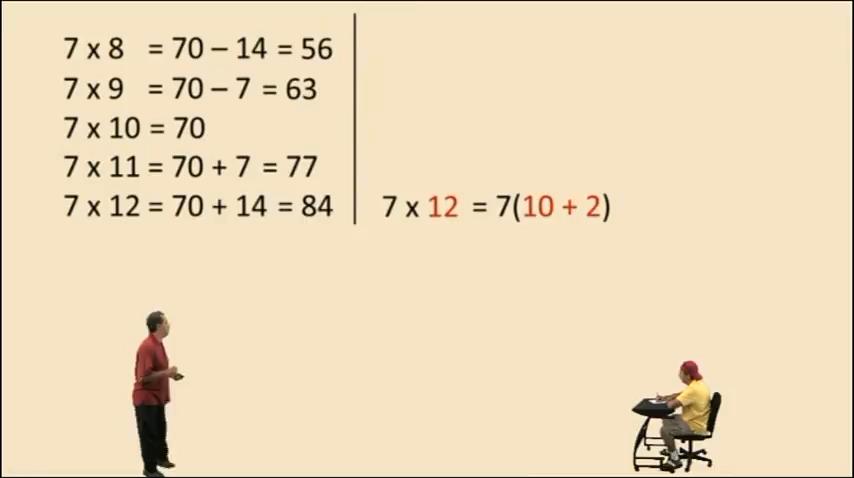 7 x 8 = 70 – 14 = 56
7 x 9 = 70 – 7 = 63
7 x 10 = 70
7 x 11 = 70 + 7 = 77
7 x 12 = 70 + 14 = 84
7 x 12 = 7(10 + 2)